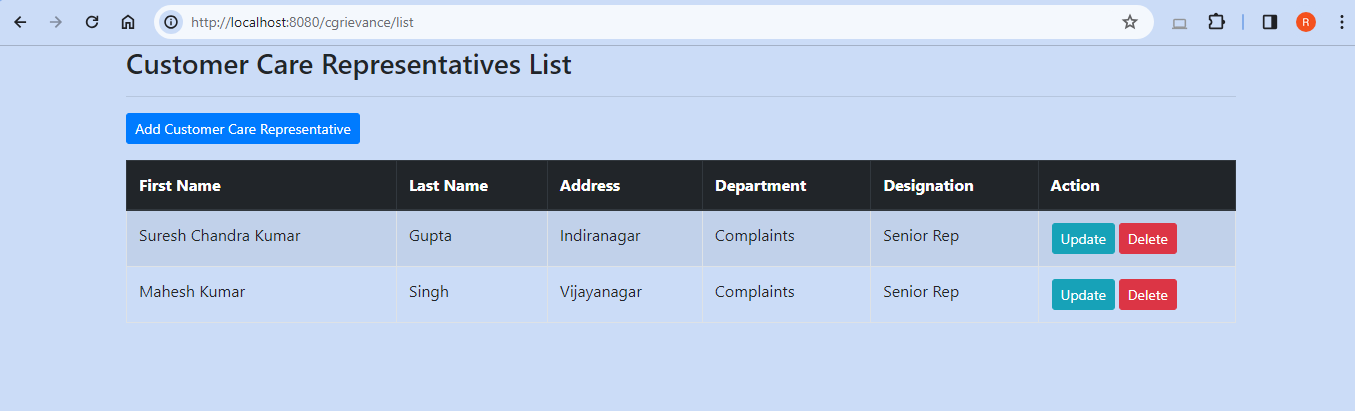 http://localhost:8080/cgrievance/list
R
Customer Care Representatives List
Add Customer Care Representative
First Name Last Name Address Department Designation Action
Suresh Chandra Kumar Gupta Indiranagar Complaints Senior Rep Update Delete
Mahesh Kumar Singh Vijayanagar Complaints Senior Rep Update Delete